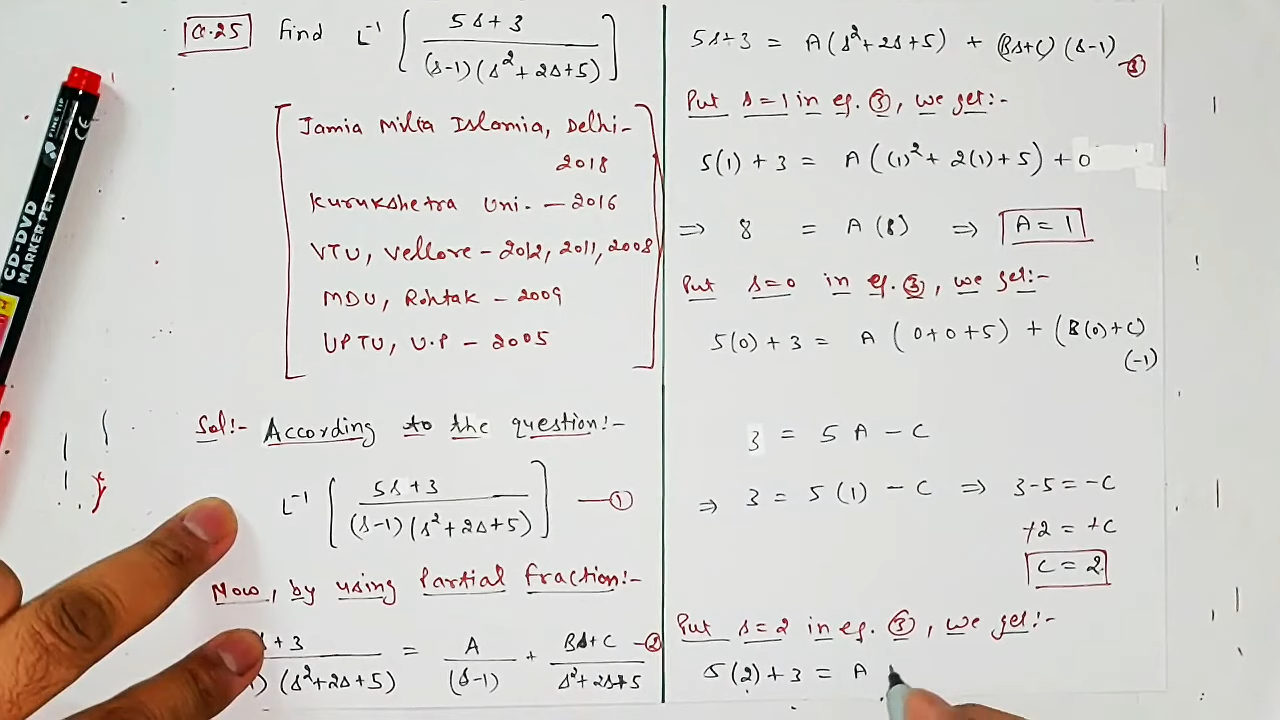 Q.25 Find L⁻¹ [ 5s+3 / (s-1)(s²+2s+5) ]
Jamia Milia Islamia, Delhi-
2018
Kurukshetra Uni. - 2016
VTU, Vellore - 2012, 2011, 2008
MDU, Rohtak - 2009
UPTU, U.P - 2005
Sol!- According to the question!-
L⁻¹ [ 5s+3 / (s-1)(s²+2s+5) ] — ①
Now, by using Partial fraction!-
s+3 / ) (s²+2s+5) = A / (s-1) + Bs+C / s²+2s+5 — ②
5s+3 = A(s²+2s+5) + (Bs+C)(s-1) — ③
Put s=1 in eq. ③, we get:-
5(1) + 3 = A((1)² + 2(1)+5) + 0
⇒ 8 = A(8) ⇒ A = 1
Put s=0 in eq. ③, we get:-
5(0) + 3 = A(0+0+5) + (B(0)+C)
(-1)
3 = 5A - C
⇒ 3 = 5(1) - C ⇒ 3-5 = -C
+2 = +C
C = 2
Put s=2 in eq. ③, we get!-
5(2)+3 = A
CD-DVD
MARKER PEN
FINE TIP
CE